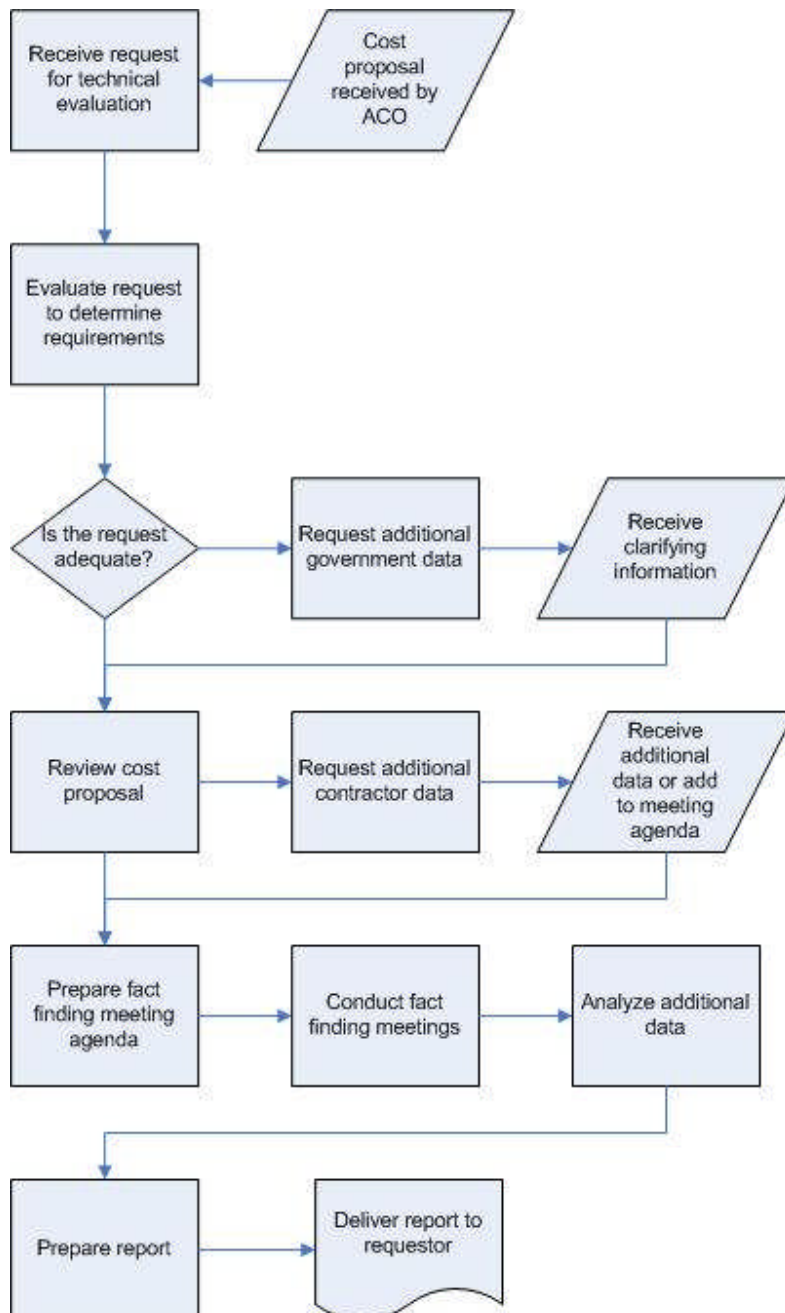 Receive request
for technical
evaluation
Cost
proposal
received by
ACO
Evaluate request
to determine
requirements
Is the request
adequate?
Request additional
government data
Receive
clarifying
information
Review cost
proposal
Request additional
contractor data
Receive
additional
data or add
to meeting
agenda
Prepare fact
finding meeting
agenda
Conduct fact
finding meetings
Analyze additional
data
Prepare report
Deliver report to
requestor